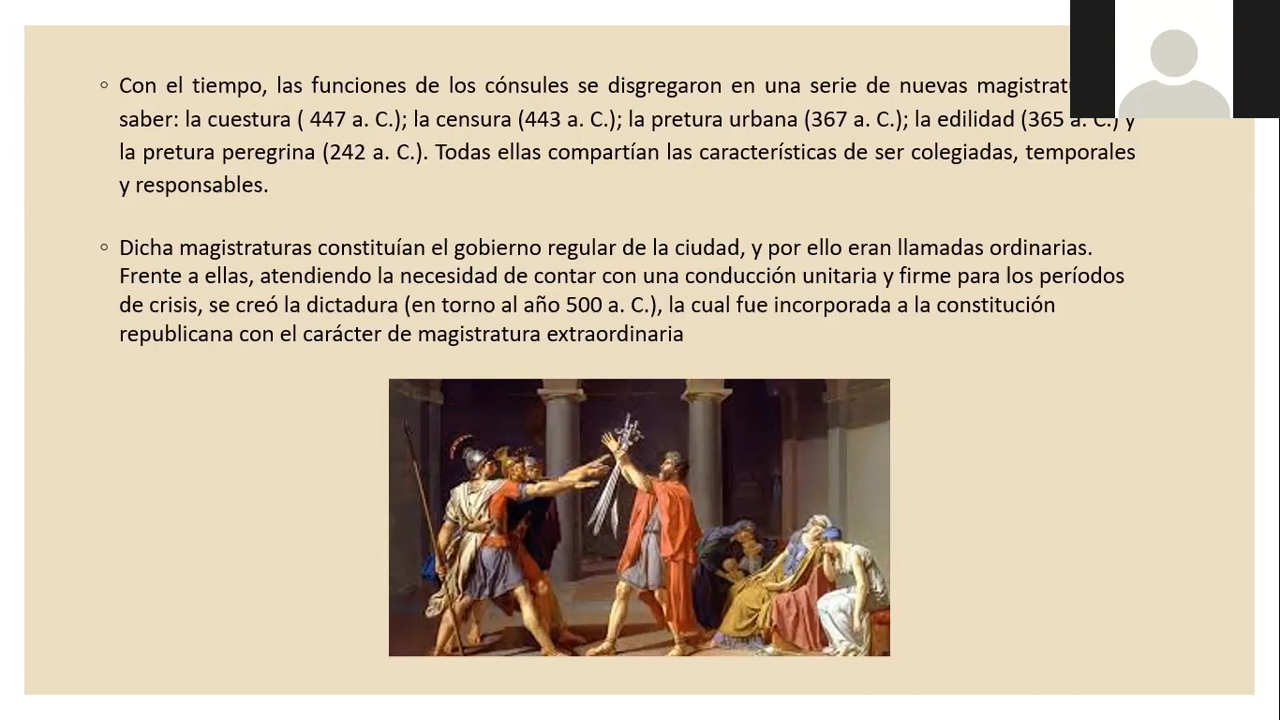 ◦ Con el tiempo, las funciones de los cónsules se disgregaron en una serie de nuevas
saber: la cuestura ( 447 a. C.); la censura (443 a. C.); la pretura urbana (367 a. C.); la edilidad (365 a. C.) y
la pretura peregrina (242 a. C.). Todas ellas compartían las características de ser colegiadas, temporales
y responsables.
◦ Dicha magistraturas constituían el gobierno regular de la ciudad, y por ello eran llamadas ordinarias.
Frente a ellas, atendiendo la necesidad de contar con una conducción unitaria y firme para los períodos
de crisis, se creó la dictadura (en torno al año 500 a. C.), la cual fue incorporada a la constitución
republicana con el carácter de magistratura extraordinaria